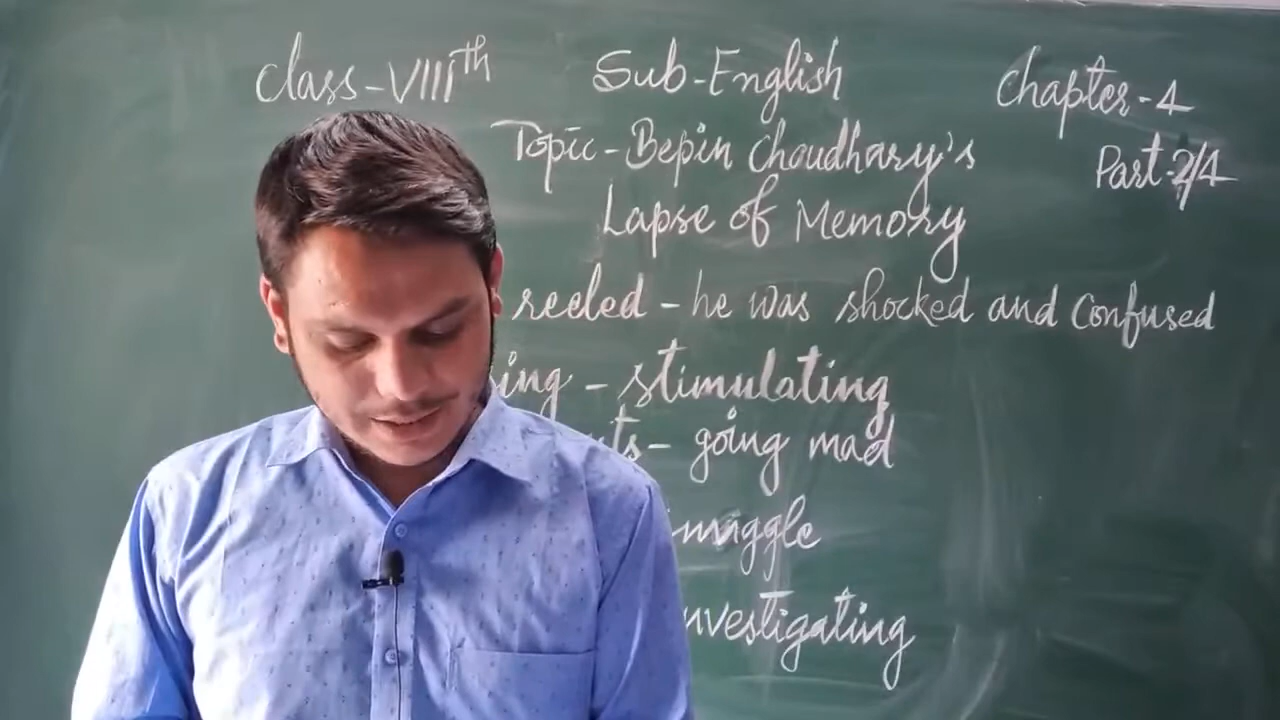 Class-VIIIth Sub-English Chapter-4
Topic-Bepin Choudhary's Part-2/4
Lapse of Memory
reeled - he was shocked and Confused
- stimulating
- going mad
investigating